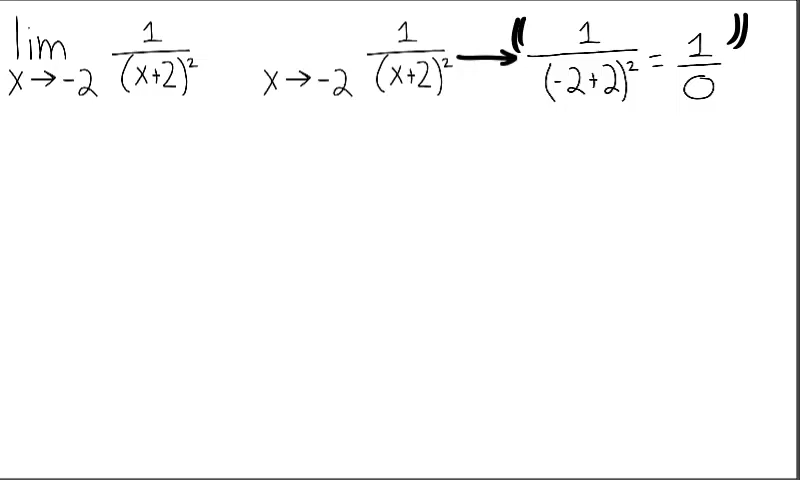 lim x→-2 1/(x+2)² x→-2 1/(x+2)² → " 1/(-2+2)² = 1/0 "